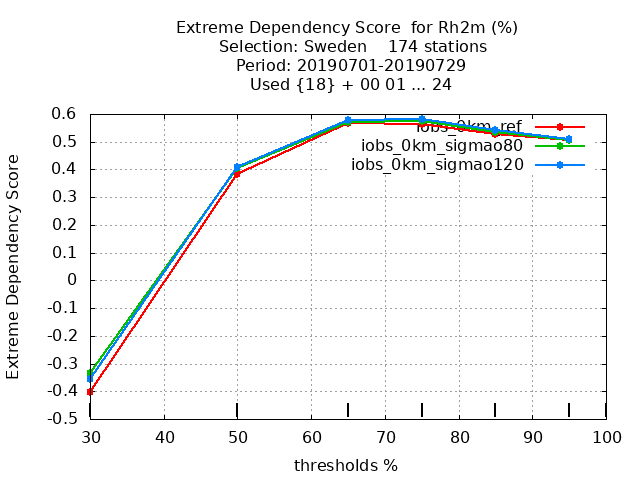 Extreme Dependency Score  for Rh2m (%)
Selection: Sweden    174 stations
Period: 20190701-20190729
Used {18} + 00 01 ... 24
Extreme Dependency Score
0.6
0.5
0.4
0.3
0.2
0.1
0
-0.1
-0.2
-0.3
-0.4
-0.5
iobs_0km_ref
iobs_0km_sigmao80
iobs_0km_sigmao120
30 40 50 60 70 80 90 100
thresholds %